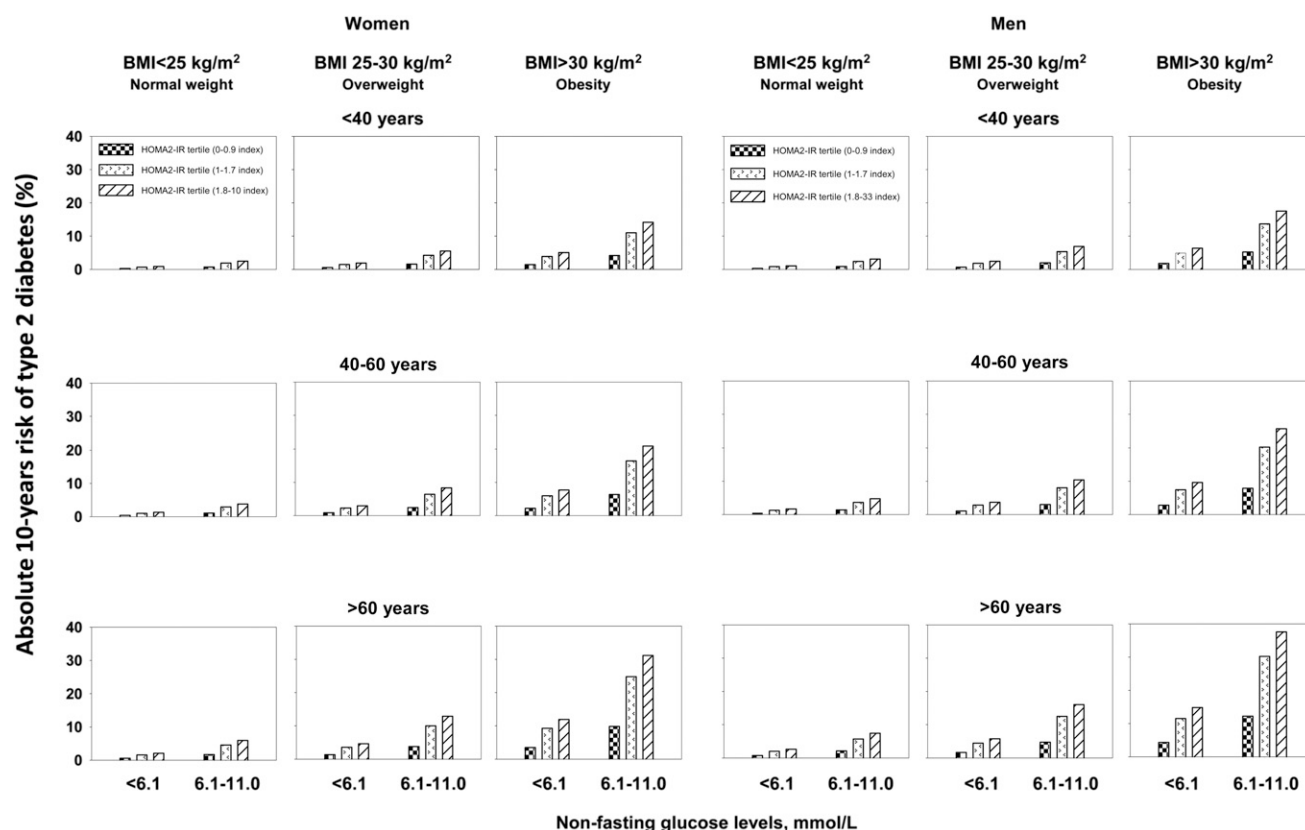 Women
Men
BMI<25 kg/m²
BMI 25-30 kg/m²
BMI>30 kg/m²
BMI<25 kg/m²
BMI 25-30 kg/m²
BMI>30 kg/m²
Normal weight
Overweight
Obesity
Normal weight
Overweight
Obesity
<40 years
<40 years
Absolute 10-years risk of type 2 diabetes (%)
40
30
20
10
0
HOMA2-IR tertile (0-0.9 index)
HOMA2-IR tertile (1-1.7 index)
HOMA2-IR tertile (1.8-10 index)
HOMA2-IR tertile (0-0.9 index)
HOMA2-IR tertile (1-1.7 index)
HOMA2-IR tertile (1.8-33 index)
40-60 years
40-60 years
40
30
20
10
0
>60 years
>60 years
40
30
20
10
0
<6.1
6.1-11.0
<6.1
6.1-11.0
<6.1
6.1-11.0
<6.1
6.1-11.0
<6.1
6.1-11.0
<6.1
6.1-11.0
Non-fasting glucose levels, mmol/L